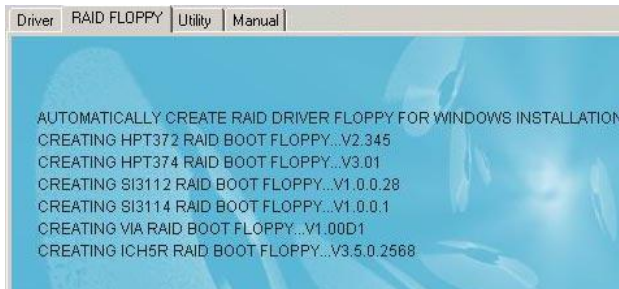 Driver RAID FLOPPY Utility Manual
AUTOMATICALLY CREATE RAID DRIVER FLOPPY FOR WINDOWS INSTALLATION
CREATING HPT372 RAID BOOT FLOPPY...V2.345
CREATING HPT374 RAID BOOT FLOPPY...V3.01
CREATING SI3112 RAID BOOT FLOPPY...V1.0.0.28
CREATING SI3114 RAID BOOT FLOPPY...V1.0.0.1
CREATING VIA RAID BOOT FLOPPY...V1.00D1
CREATING ICH5R RAID BOOT FLOPPY...V3.5.0.2568